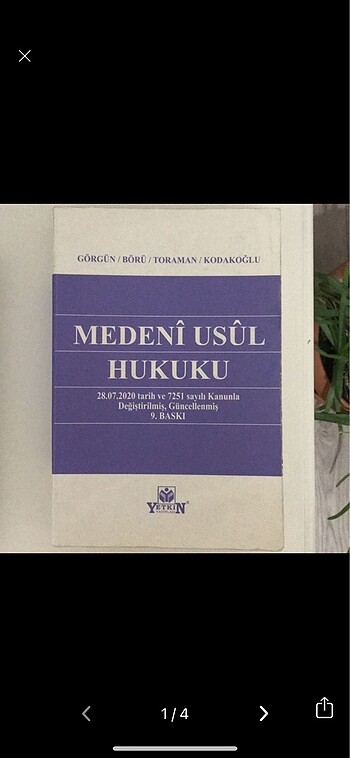 GÖRGÜN / BÖRÜ / TORAMAN / KODAKOĞLU
MEDENÎ USÛL
HUKUKU
28.07.2020 tarih ve 7251 sayılı Kanunla
Değiştirilmiş, Güncellenmiş
9. BASKI
YETKİN
1 / 4